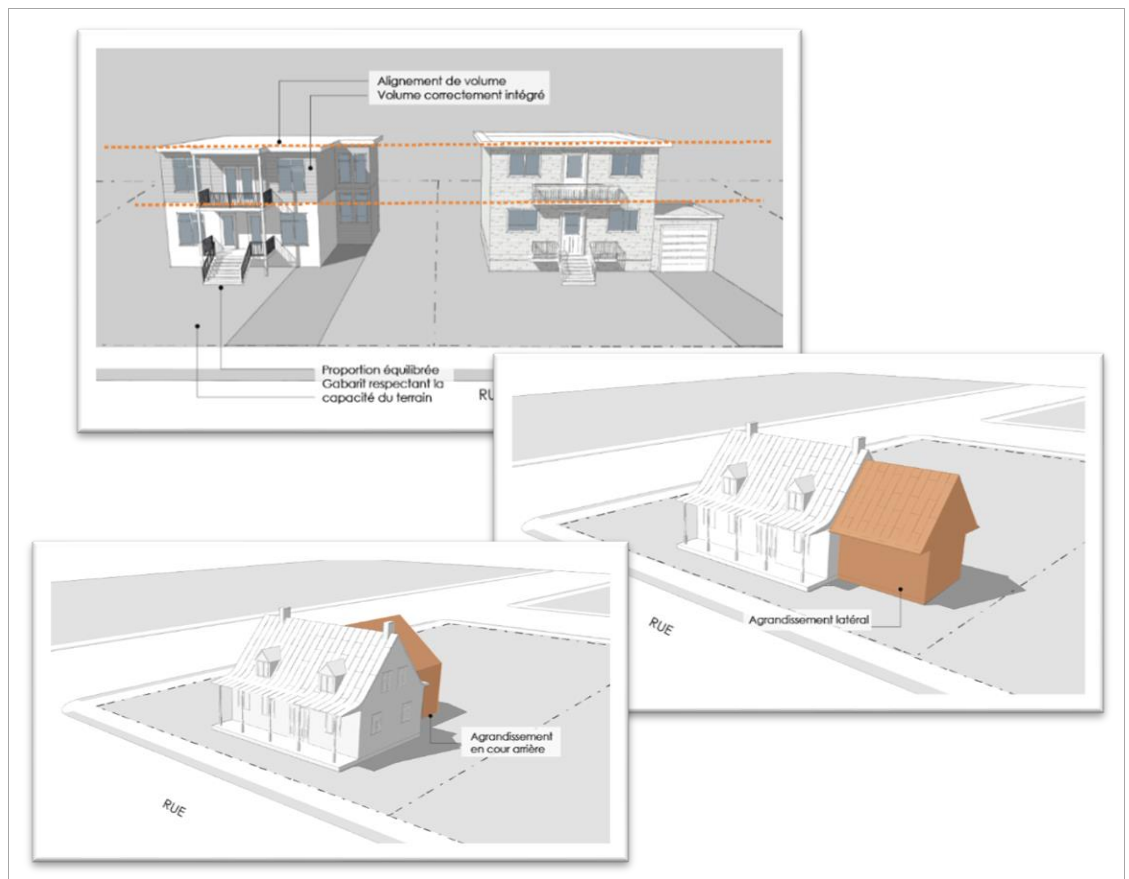 Alignement de volume
Volume correctement intégré
Proportion équilibrée
Gabarit respectant la
capacité du terrain
RUE
Agrandissement latéral
RUE
Agrandissement
en cour arrière